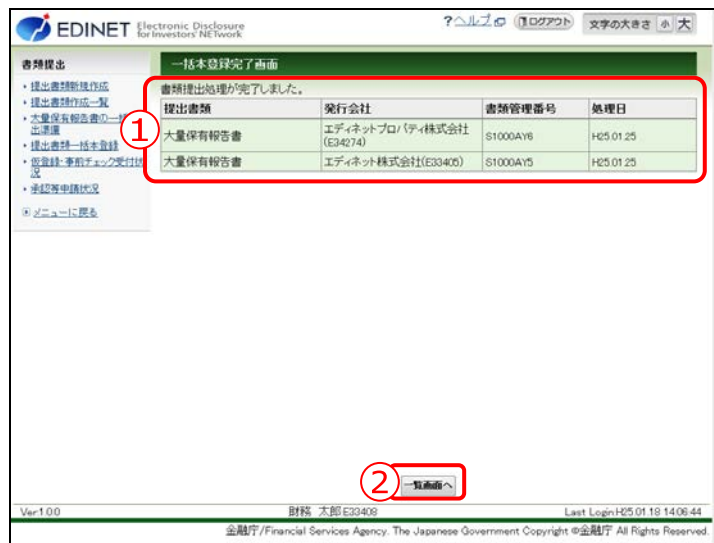 EDINET Electronic Disclosure for Investors' NETwork
?ヘルプ ログアウト 文字の大きさ 小 大
書類提出
提出書類新規作成
提出書類作成一覧
大量保有報告書の一
出準備
提出書類一括本登録
仮登録・事前チェック受付状
況
承認等申請状況
メニューに戻る
一括本登録完了画面
書類提出処理が完了しました。
提出書類 発行会社 書類管理番号 処理日
①
大量保有報告書 エディネットプロパティ株式会社(E34274) S1000AY6 H25.01.25
大量保有報告書 エディネット株式会社(E33405) S1000AY5 H25.01.25
② 一覧画面へ
Ver1.0.0 財務 太郎 E33408 Last Login:H25.01.18 14:06:44
金融庁/Financial Services Agency. The Japanese Government Copyright ©金融庁 All Rights Reserved.